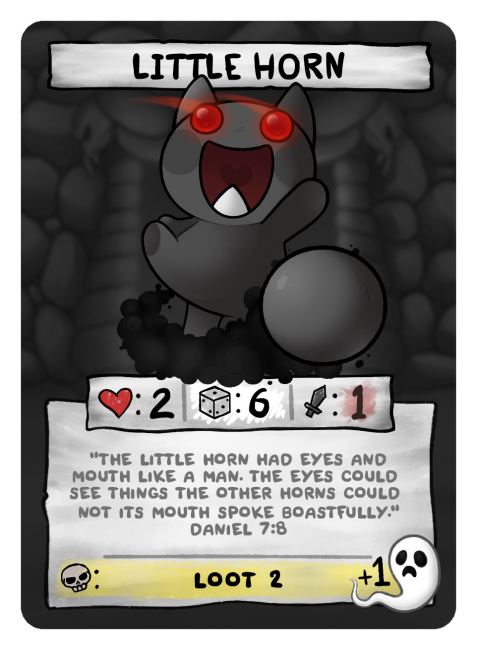 LITTLE HORN
:2 :6 :1
"THE LITTLE HORN HAD EYES AND
MOUTH LIKE A MAN. THE EYES COULD
SEE THINGS THE OTHER HORNS COULD
NOT ITS MOUTH SPOKE BOASTFULLY."
DANIEL 7:8
: LOOT 2 +1